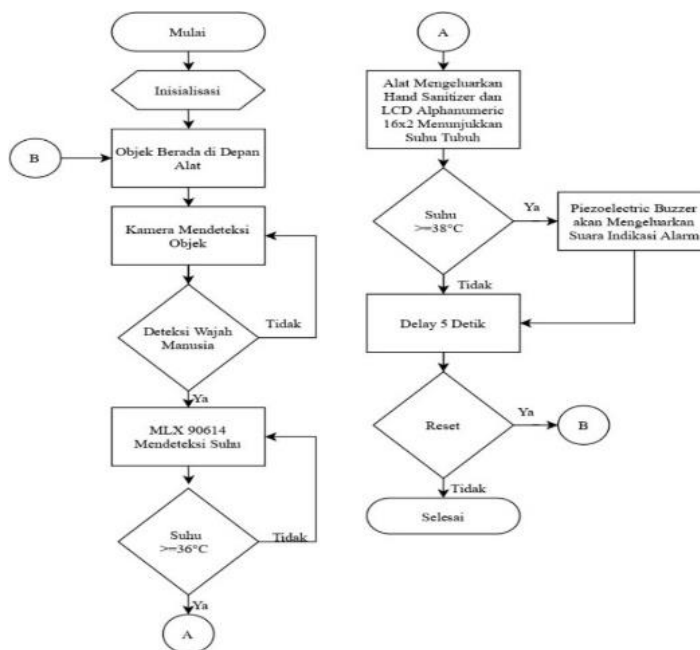 Mulai
Inisialisasi
B
Objek Berada di Depan
Alat
Kamera Mendeteksi
Objek
Deteksi Wajah
Manusia
Tidak
Ya
MLX 90614
Mendeteksi Suhu
Suhu
>=36°C
Tidak
Ya
A
A
Alat Mengeluarkan
Hand Sanitizer dan
LCD Alphanumeric
16x2 Menunjukkan
Suhu Tubuh
Suhu
>=38°C
Ya
Piezoelectric Buzzer
akan Mengeluarkan
Suara Indikasi Alarm
Tidak
Delay 5 Detik
Reset
Ya
B
Tidak
Selesai